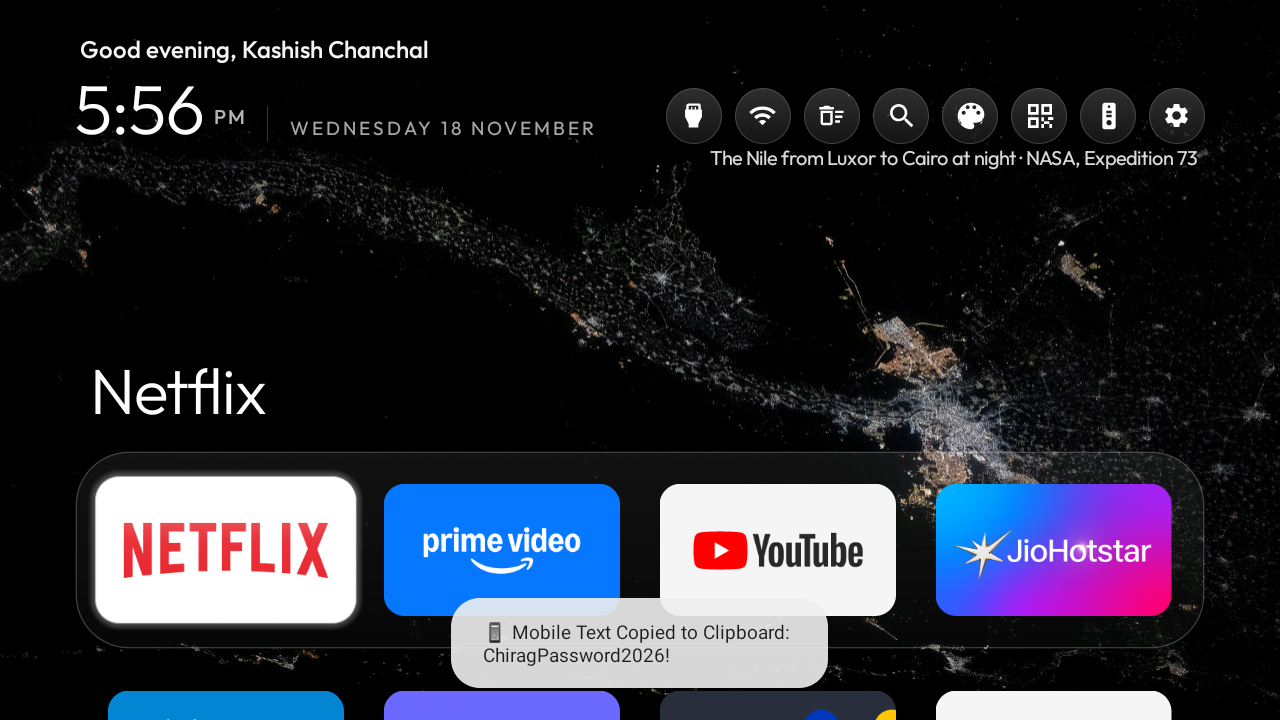 Good evening, Kashish Chanchal
5:56 PM
WEDNESDAY 18 NOVEMBER
The Nile from Luxor to Cairo at night · NASA, Expedition 73
Netflix
NETFLIX
prime video
YouTube
JioHotstar
Mobile Text Copied to Clipboard:
ChiragPassword2026!